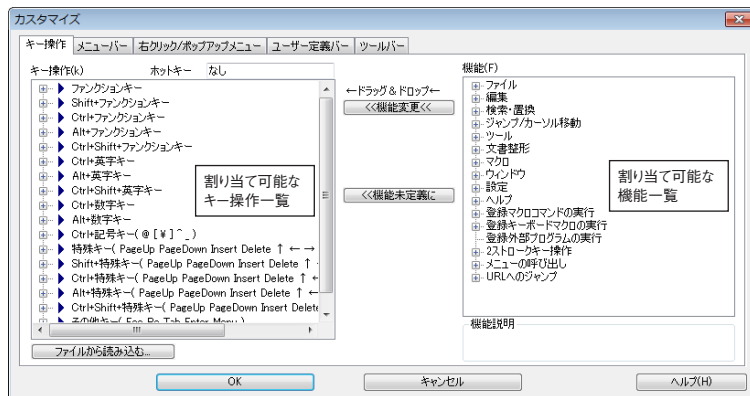 カスタマイズ
キー操作 メニューバー 右クリック/ポップアップメニュー ユーザー定義バー ツールバー
キー操作(k) ホットキー なし
ファンクションキー
Shift+ファンクションキー
Ctrl+ファンクションキー
Alt+ファンクションキー
Ctrl+Shift+ファンクションキー
Ctrl+英字キー
Alt+英字キー
Ctrl+Shift+英字キー
Ctrl+数字キー
Alt+数字キー
Ctrl+記号キー( @ [ ¥ ] ^ _ )
特殊キー( PageUp PageDown Insert Delete ↑ ← →
Shift+特殊キー( PageUp PageDown Insert Delete ↑
Ctrl+特殊キー( PageUp PageDown Insert Delete ↑ ←
Alt+特殊キー( PageUp PageDown Insert Delete ↑ ←
Ctrl+Shift+特殊キー( PageUp PageDown Insert Delete
割り当て可能な
キー操作一覧
ファイルから読み込む...
←ドラッグ&ドロップ→
<<機能変更<<
<<機能未定義に
機能(F)
ファイル
編集
検索・置換
ジャンプ/カーソル移動
ツール
文書整形
マクロ
ウィンドウ
設定
ヘルプ
登録マクロコマンドの実行
登録キーボードマクロの実行
登録外部プログラムの実行
2ストロークキー操作
メニューの呼び出し
URLへのジャンプ
割り当て可能な
機能一覧
機能説明
OK キャンセル ヘルプ(H)